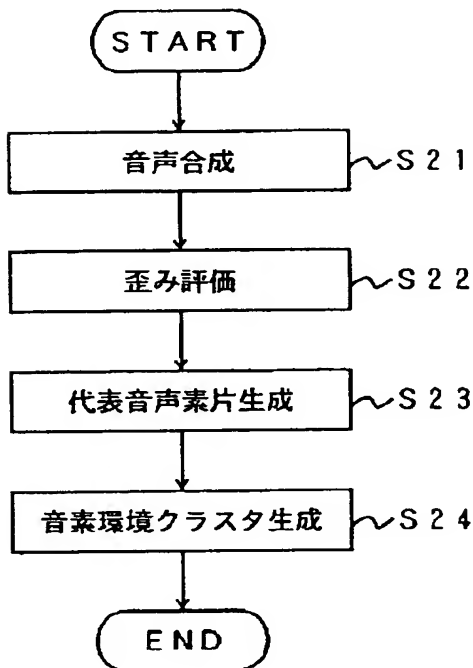 START
音声合成 S21
歪み評価 S22
代表音声素片生成 S23
音素環境クラスタ生成 S24
END